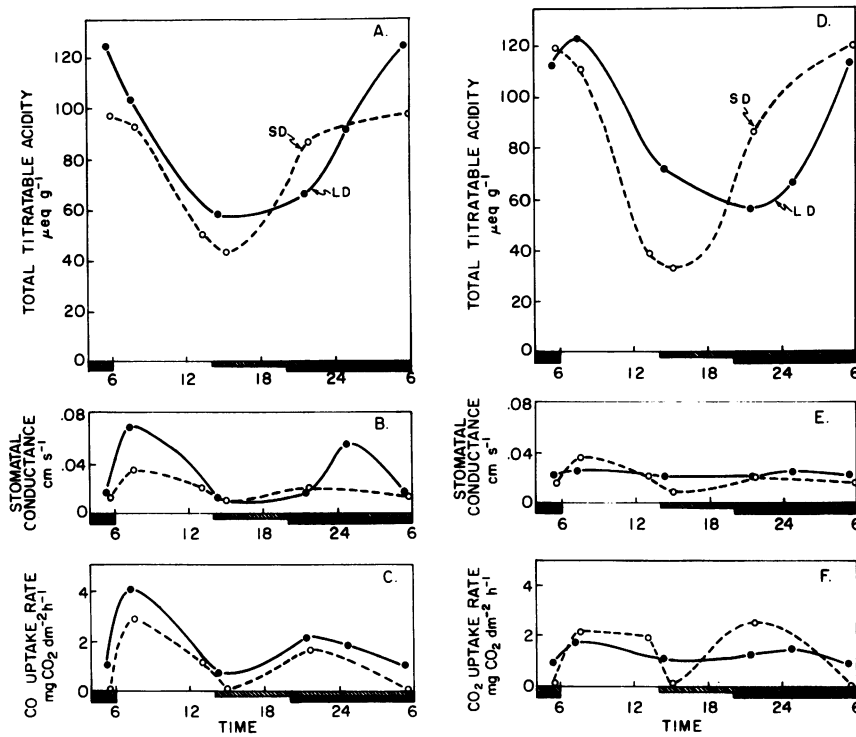 A.
TOTAL TITRATABLE ACIDITY
μeq g⁻¹
120
100
80
60
40
20
0
SD
LD
6 12 18 24 6
B.
STOMATAL
CONDUCTANCE
cm s⁻¹
.08
.04
0
6 12 18 24 6
C.
CO UPTAKE RATE
mg CO₂ dm⁻²h⁻¹
4
2
0
6 12 18 24 6
TIME
D.
TOTAL TITRATABLE ACIDITY
μeq g⁻¹
120
100
80
60
40
20
0
SD
LD
6 12 18 24 6
E.
STOMATAL
CONDUCTANCE
cm s⁻¹
.08
.04
0
6 12 18 24 6
F.
CO₂ UPTAKE RATE
mg CO₂ dm⁻² h⁻¹
4
2
0
6 12 18 24 6
TIME